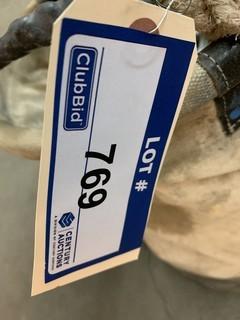 ClubBid
LOT #
769
CENTURY
AUCTIONS